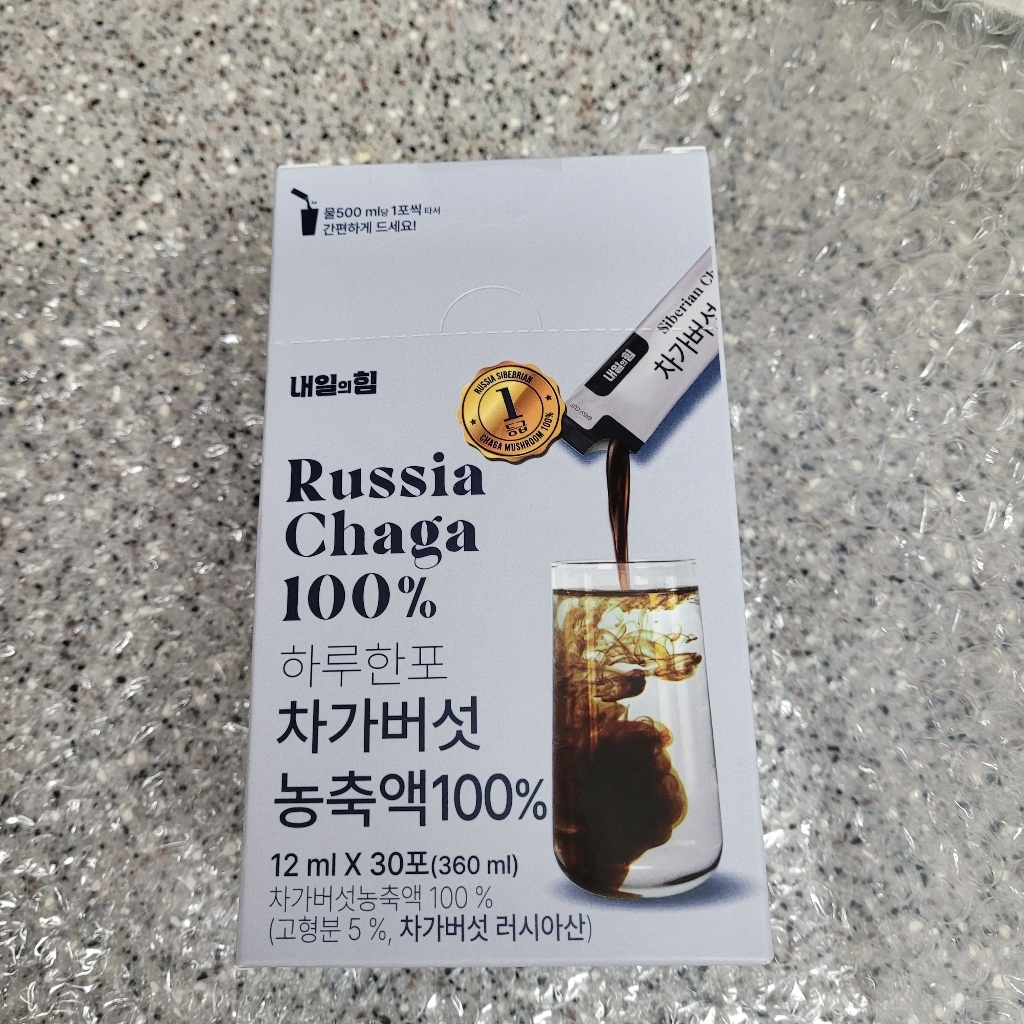 물500 ml당 1포씩 타서
간편하게 드세요!
Siberian Ch
차가버섯
내일의힘
내일의힘
RUSSIA SIBEBRIAN
1
등급
CHAGA MUSHROOM 100%
Russia
Chaga
100%
하루한포
차가버섯
농축액100%
12 ml X 30포(360 ml)
차가버섯농축액 100 %
(고형분 5 %, 차가버섯 러시아산)